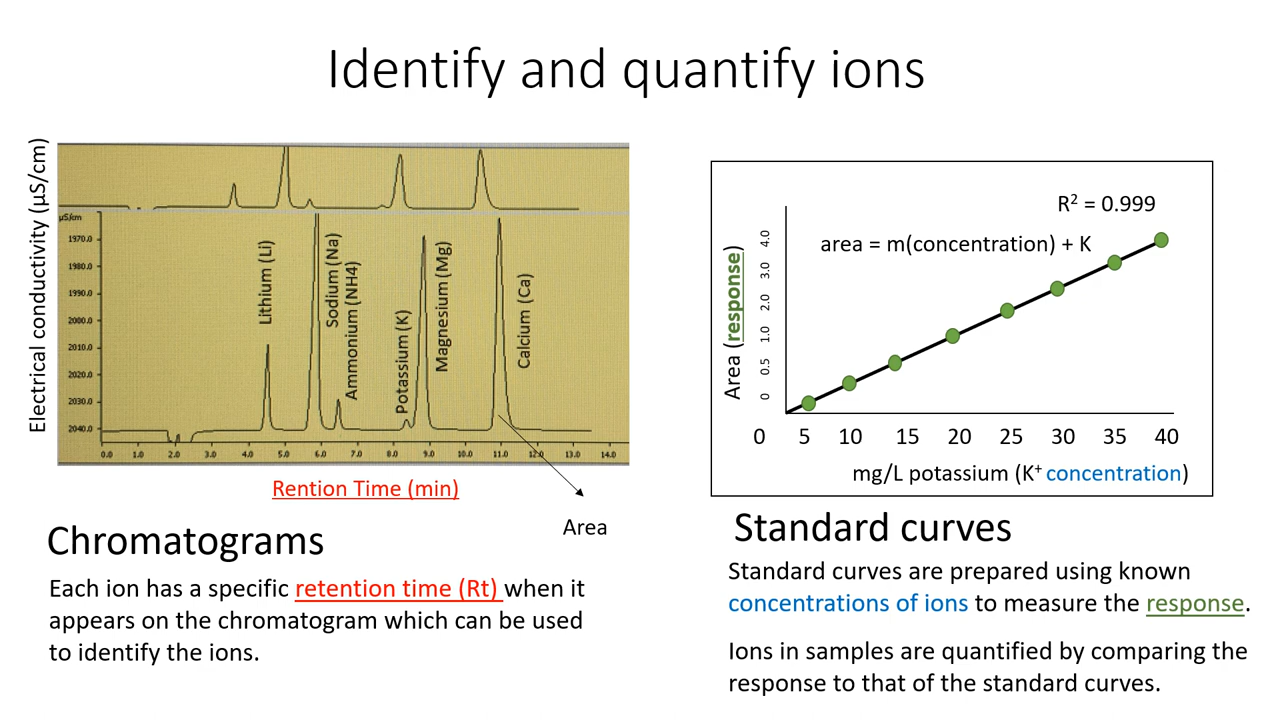 Identify and quantify ions
Electrical conductivity (µS/cm)
µS/cm
1970.0
1980.0
1990.0
2000.0
2010.0
2020.0
2030.0
2040.0
Lithium (Li)
Sodium (Na)
Ammonium (NH4)
Potassium (K)
Magnesium (Mg)
Calcium (Ca)
0.0 1.0 2.0 3.0 4.0 5.0 6.0 7.0 8.0 9.0 10.0 11.0 12.0 13.0 14.0
Rention Time (min)
Area
Chromatograms
Each ion has a specific retention time (Rt) when it
appears on the chromatogram which can be used
to identify the ions.
R² = 0.999
area = m(concentration) + K
Area (response)
4.0
3.0
2.0
1.0
0.5
0
0 5 10 15 20 25 30 35 40
mg/L potassium (K⁺ concentration)
Standard curves
Standard curves are prepared using known
concentrations of ions to measure the response.
Ions in samples are quantified by comparing the
response to that of the standard curves.